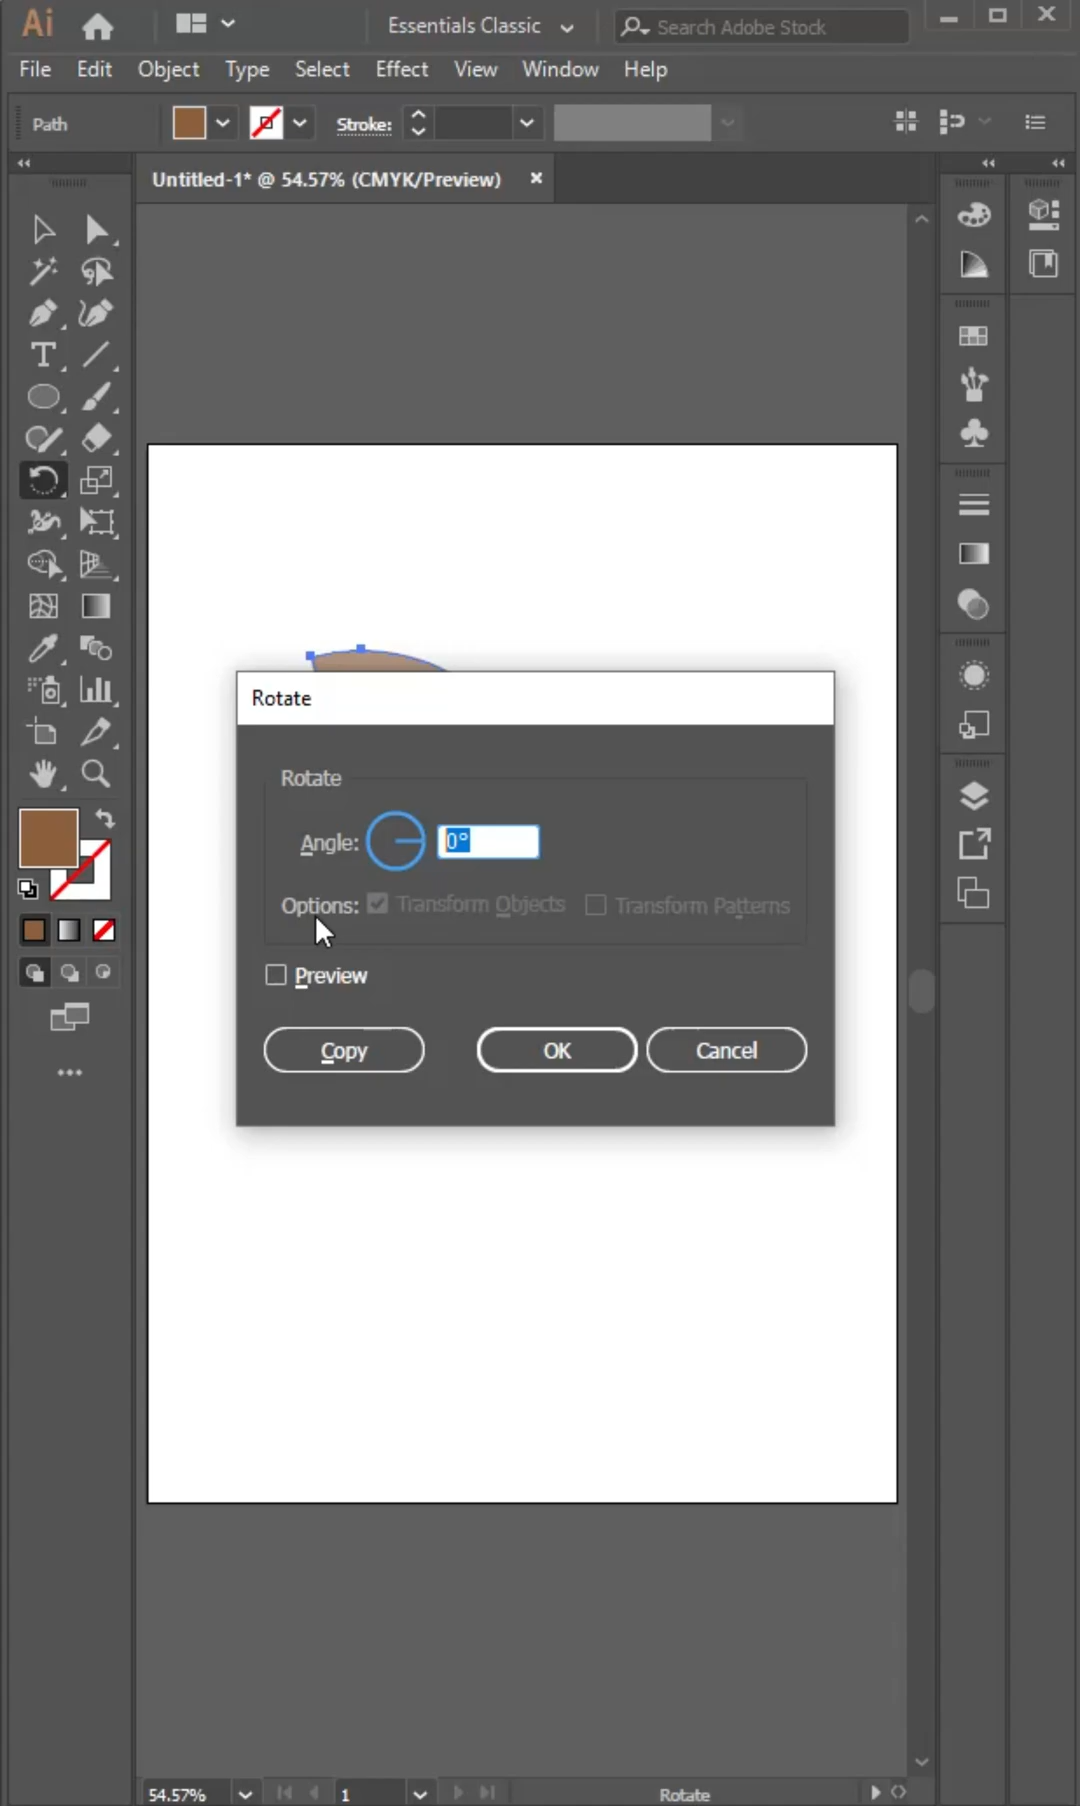 Ai
Essentials Classic
Search Adobe Stock
File Edit Object Type Select Effect View Window Help
Path
Stroke:
Untitled-1* @ 54.57% (CMYK/Preview)
T
Rotate
Rotate
Angle: 0°
Options: Transform Objects Transform Patterns
Preview
Copy OK Cancel
54.57% 1 Rotate